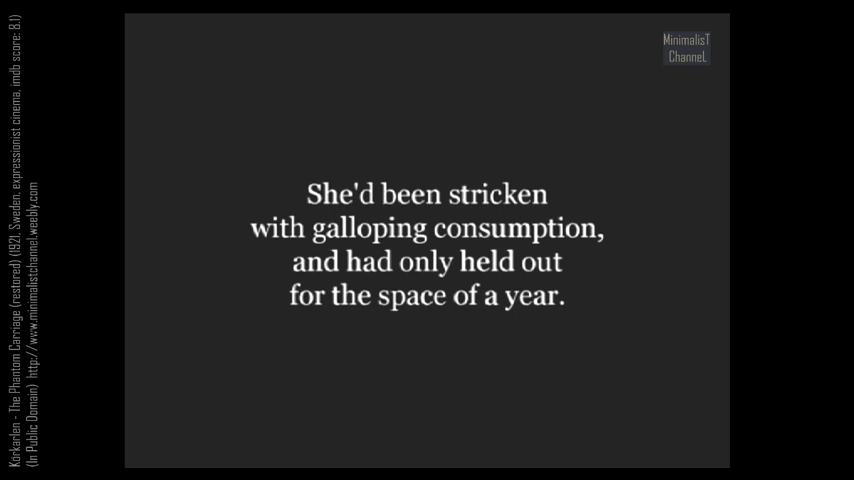 MinimalisT
ChanneL
She'd been stricken
with galloping consumption,
and had only held out
for the space of a year.
Körkarlen - The Phantom Carriage (restored) (1921, Sweden, expressionist cinema, imdb score: 8.1)
(In Public Domain) http://www.minimalistchannel.weebly.com